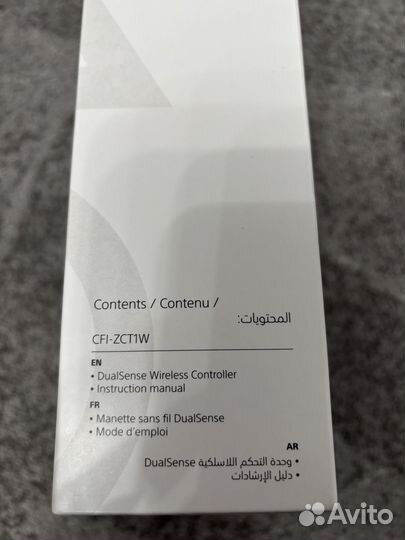 Contents / Contenu /
المحتويات:
CFI-ZCT1W
EN
• DualSense Wireless Controller
• Instruction manual
FR
• Manette sans fil DualSense
• Mode d'emploi
AR
• وحدة التحكم اللاسلكية DualSense
• دليل الإرشادات
Avito